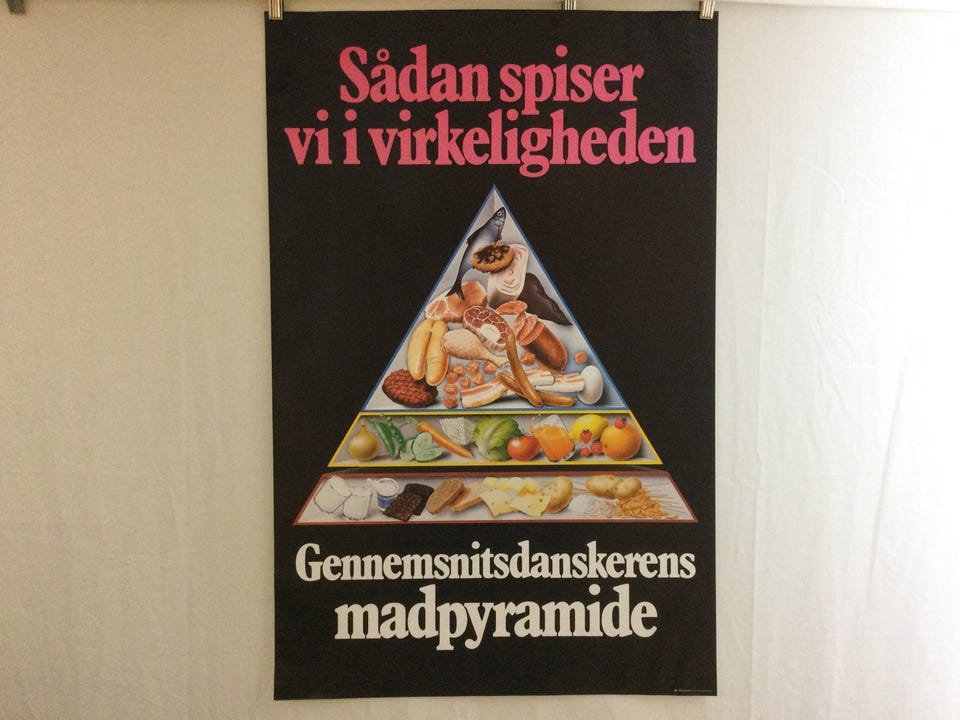 Sådan spiser
vi i virkeligheden
Gennemsnitsdanskerens
madpyramide